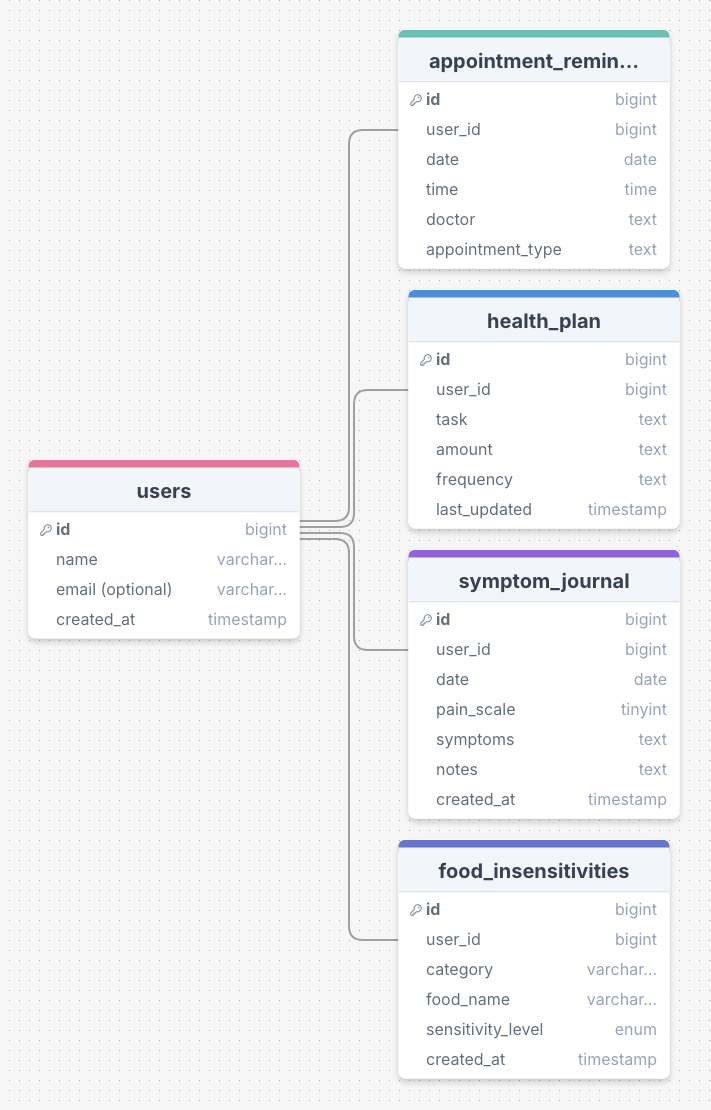 appointment_remin...
id bigint
user_id bigint
date date
time time
doctor text
appointment_type text
health_plan
id bigint
user_id bigint
task text
amount text
frequency text
last_updated timestamp
users
id bigint
name varchar...
email (optional) varchar...
created_at timestamp
symptom_journal
id bigint
user_id bigint
date date
pain_scale tinyint
symptoms text
notes text
created_at timestamp
food_insensitivities
id bigint
user_id bigint
category varchar...
food_name varchar...
sensitivity_level enum
created_at timestamp